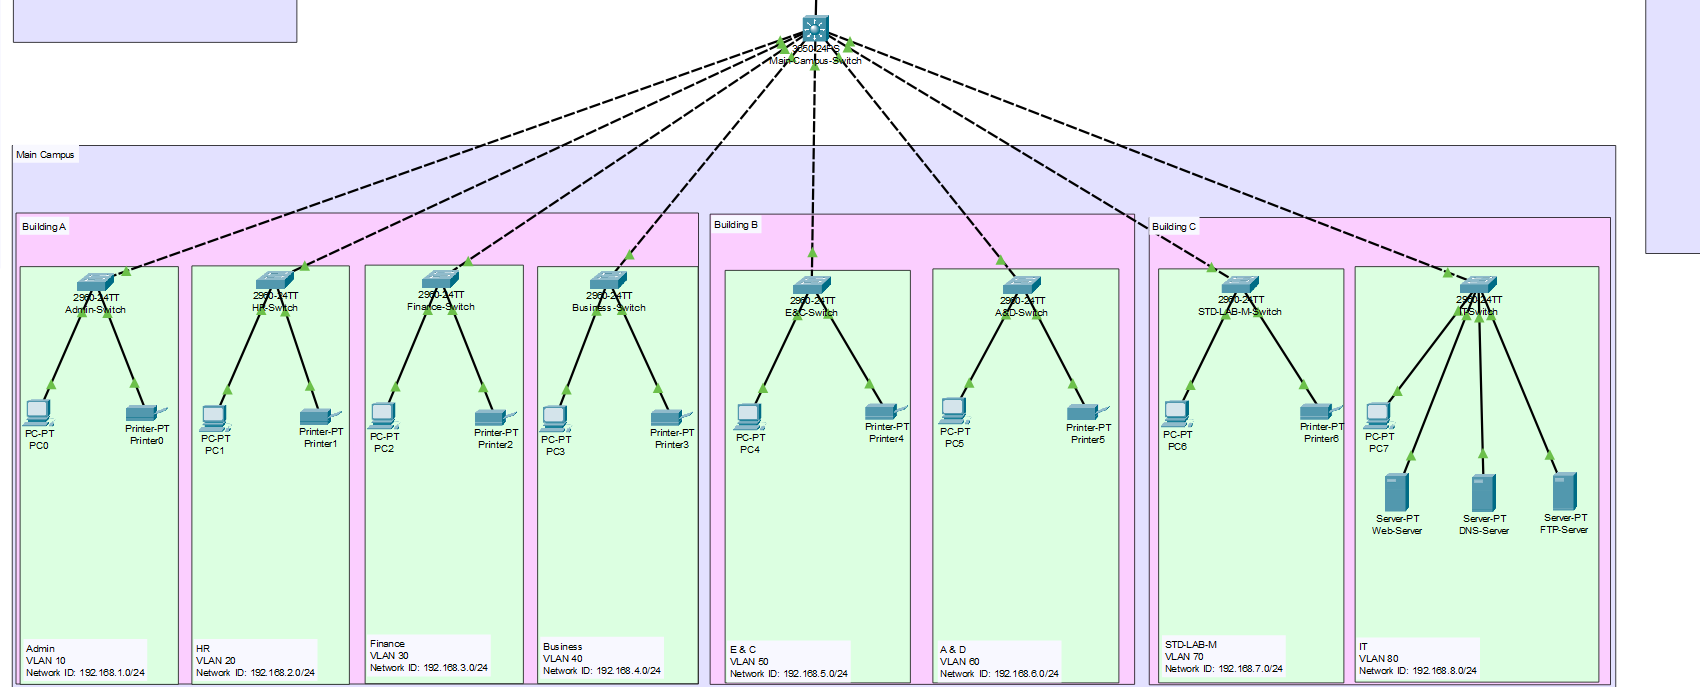 3650-24PS
Main-Campus-Switch
Main Campus
Building A
Building B
Building C
2960-24TT
Admin-Switch
2960-24TT
HR-Switch
2960-24TT
Finance-Switch
2960-24TT
Business-Switch
2960-24TT
E&C-Switch
2960-24TT
A&D-Switch
2960-24TT
STD-LAB-M-Switch
2960-24TT
IT-Switch
PC-PT
PC0
Printer-PT
Printer0
PC-PT
PC1
Printer-PT
Printer1
PC-PT
PC2
Printer-PT
Printer2
PC-PT
PC3
Printer-PT
Printer3
PC-PT
PC4
Printer-PT
Printer4
PC-PT
PC5
Printer-PT
Printer5
PC-PT
PC6
Printer-PT
Printer6
PC-PT
PC7
Server-PT
Web-Server
Server-PT
DNS-Server
Server-PT
FTP-Server
Admin
VLAN 10
Network ID: 192.168.1.0/24
HR
VLAN 20
Network ID: 192.168.2.0/24
Finance
VLAN 30
Network ID: 192.168.3.0/24
Business
VLAN 40
Network ID: 192.168.4.0/24
E & C
VLAN 50
Network ID: 192.168.5.0/24
A & D
VLAN 60
Network ID: 192.168.6.0/24
STD-LAB-M
VLAN 70
Network ID: 192.168.7.0/24
IT
VLAN 80
Network ID: 192.168.8.0/24